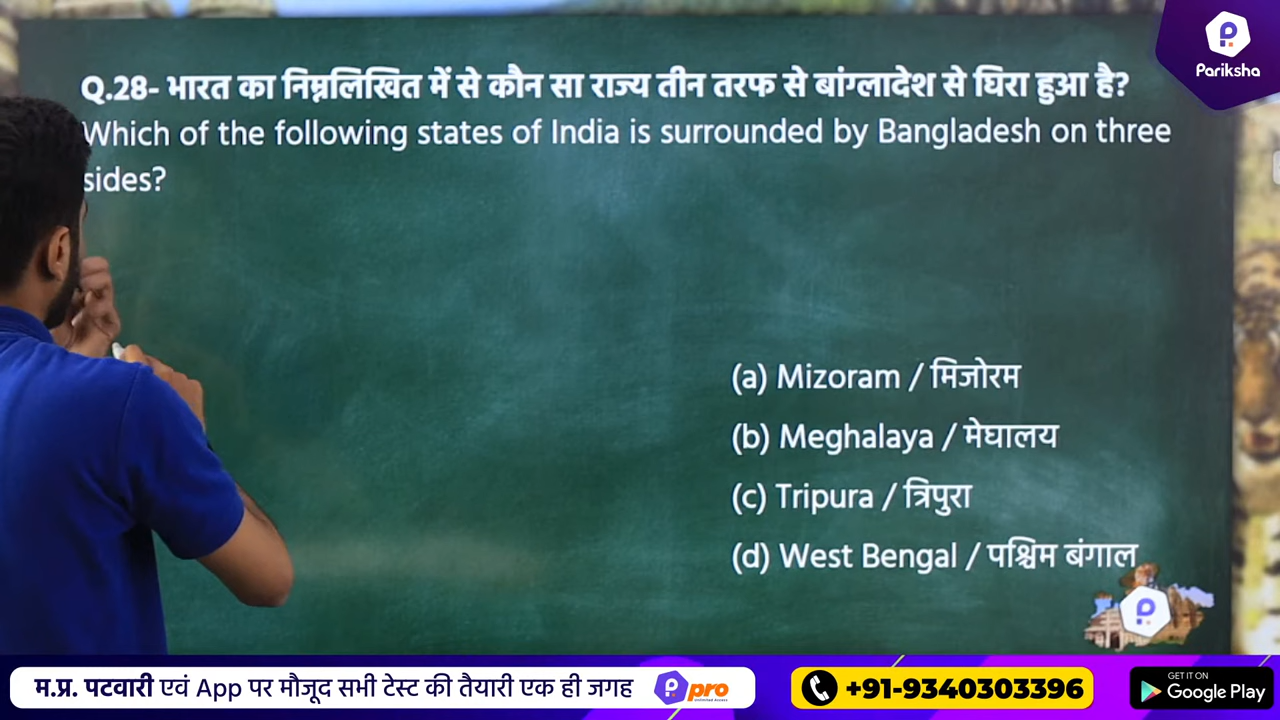 Pariksha
Q.28- भारत का निम्नलिखित में से कौन सा राज्य तीन तरफ से बांग्लादेश से घिरा हुआ है?
Which of the following states of India is surrounded by Bangladesh on three
sides?
(a) Mizoram / मिजोरम
(b) Meghalaya / मेघालय
(c) Tripura / त्रिपुरा
(d) West Bengal / पश्चिम बंगाल
म.प्र. पटवारी एवं App पर मौजूद सभी टेस्ट की तैयारी एक ही जगह
pro
+91-9340303396
GET IT ON
Google Play